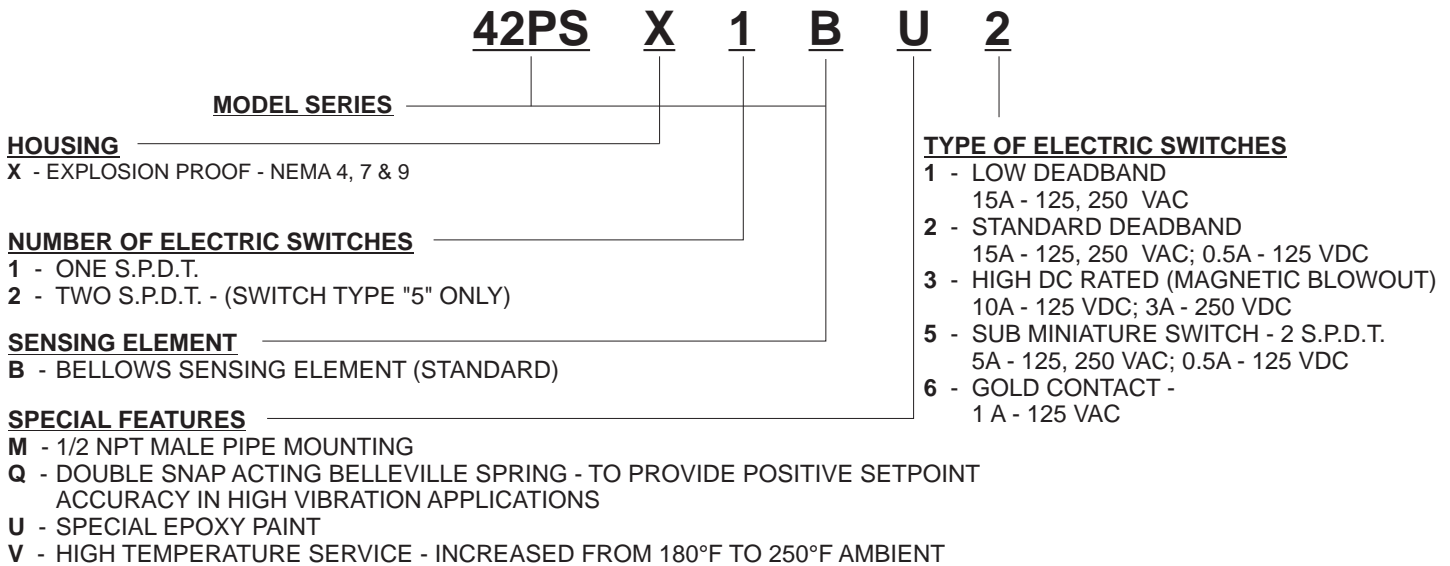 42PS X 1 B U 2
MODEL SERIES
HOUSING
X - EXPLOSION PROOF - NEMA 4, 7 & 9
NUMBER OF ELECTRIC SWITCHES
1 - ONE S.P.D.T.
2 - TWO S.P.D.T. - (SWITCH TYPE "5" ONLY)
SENSING ELEMENT
B - BELLOWS SENSING ELEMENT (STANDARD)
SPECIAL FEATURES
M - 1/2 NPT MALE PIPE MOUNTING
Q - DOUBLE SNAP ACTING BELLEVILLE SPRING - TO PROVIDE POSITIVE SETPOINT
ACCURACY IN HIGH VIBRATION APPLICATIONS
U - SPECIAL EPOXY PAINT
V - HIGH TEMPERATURE SERVICE - INCREASED FROM 180°F TO 250°F AMBIENT
TYPE OF ELECTRIC SWITCHES
1 - LOW DEADBAND
15A - 125, 250 VAC
2 - STANDARD DEADBAND
15A - 125, 250 VAC; 0.5A - 125 VDC
3 - HIGH DC RATED (MAGNETIC BLOWOUT)
10A - 125 VDC; 3A - 250 VDC
5 - SUB MINIATURE SWITCH - 2 S.P.D.T.
5A - 125, 250 VAC; 0.5A - 125 VDC
6 - GOLD CONTACT -
1 A - 125 VAC